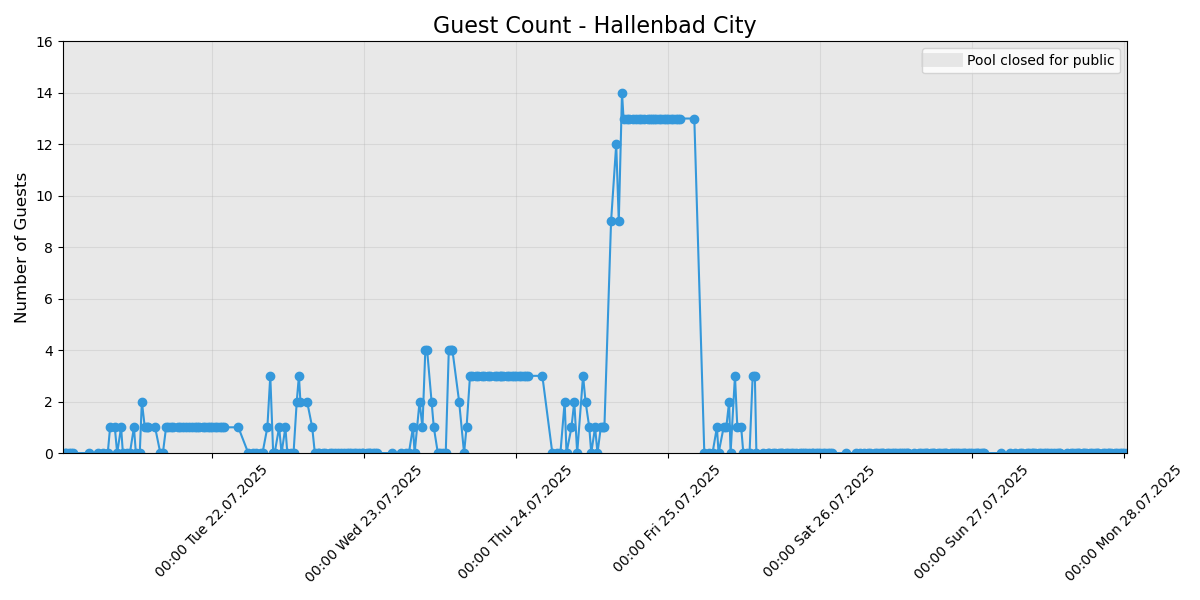 Guest Count - Hallenbad City
Pool closed for public
Number of Guests
16
14
12
10
8
6
4
2
0
00:00 Tue 22.07.2025
00:00 Wed 23.07.2025
00:00 Thu 24.07.2025
00:00 Fri 25.07.2025
00:00 Sat 26.07.2025
00:00 Sun 27.07.2025
00:00 Mon 28.07.2025